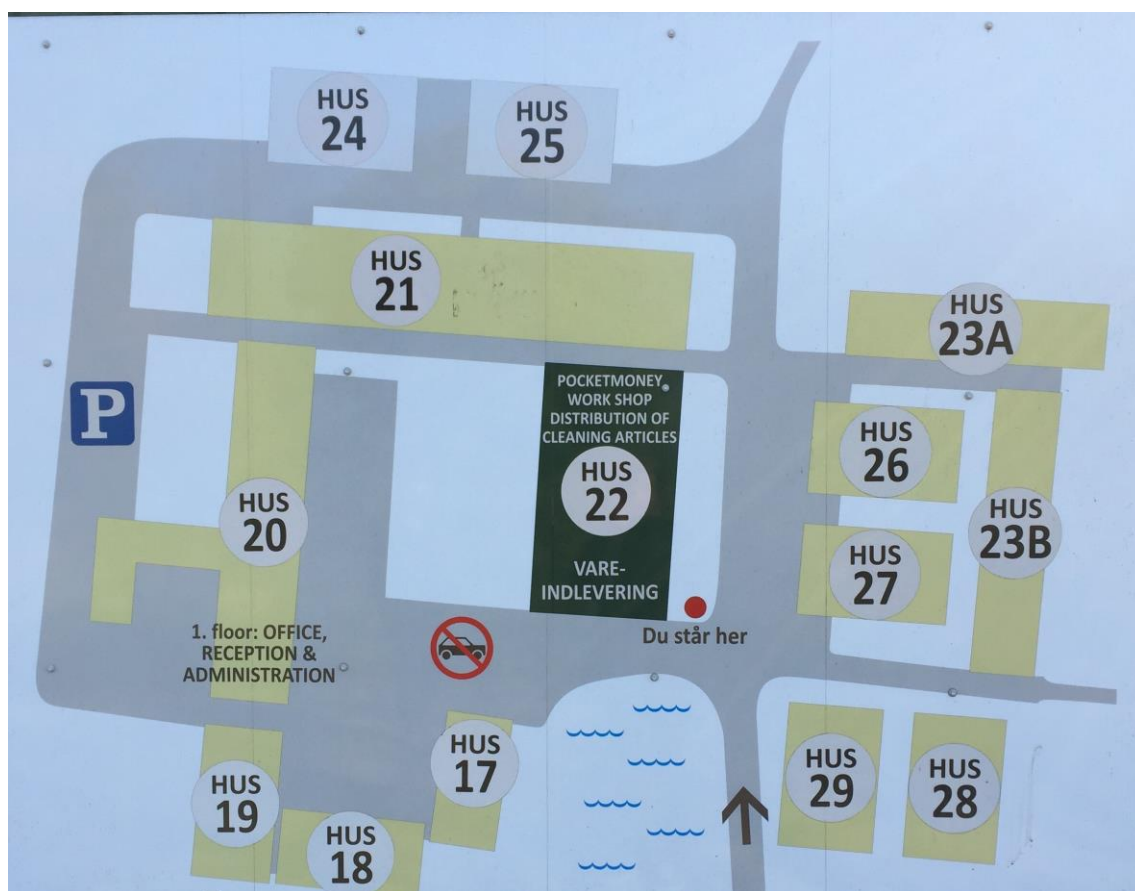 HUS
24
HUS
25
HUS
21
HUS
23A
P
POCKETMONEY
WORK SHOP
DISTRIBUTION OF
CLEANING ARTICLES
HUS
22
VARE-
INDLEVERING
HUS
26
HUS
20
HUS
23B
HUS
27
1. floor: OFFICE,
RECEPTION &
ADMINISTRATION
Du står her
HUS
17
HUS
29
HUS
28
HUS
19
HUS
18